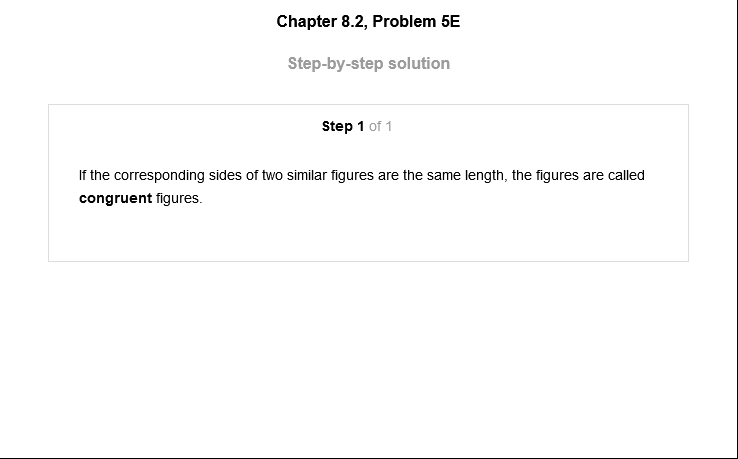 Chapter 8.2, Problem 5E
Step-by-step solution
Step 1 of 1
If the corresponding sides of two similar figures are the same length, the figures are called
congruent figures.